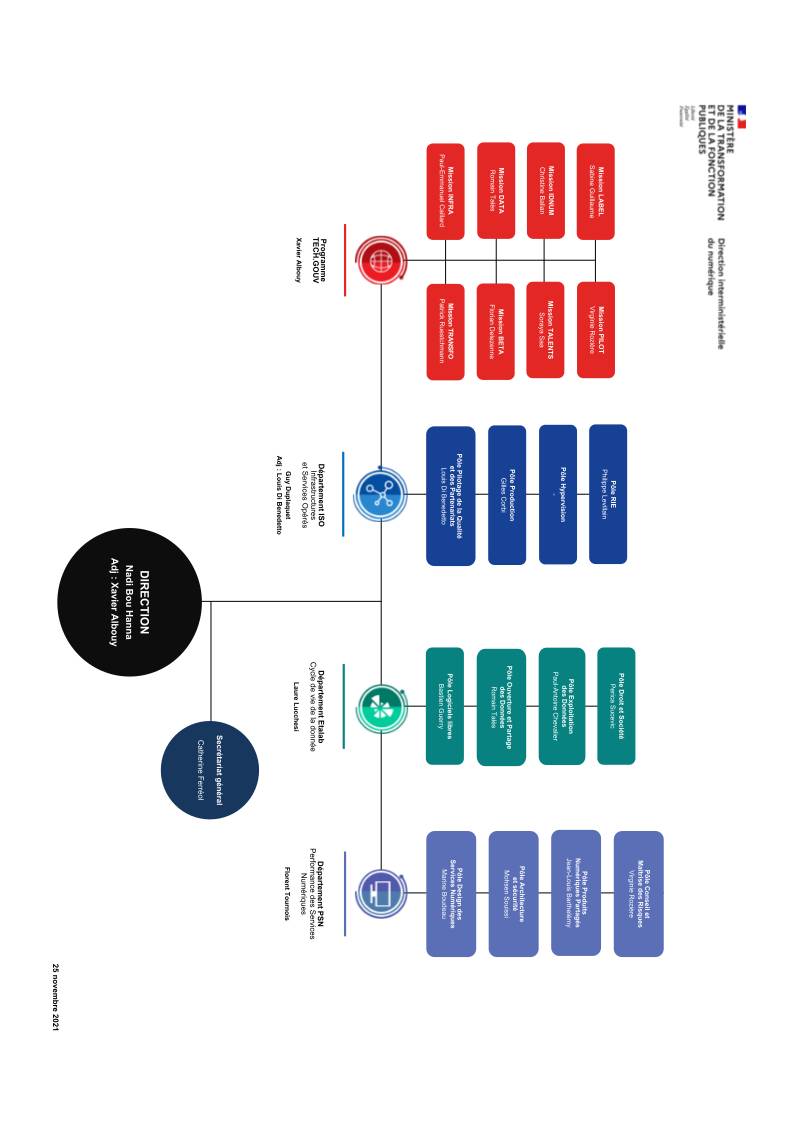 MINISTÈRE
DE LA TRANSFORMATION
ET DE LA FONCTION
PUBLIQUES
Liberté
Égalité
Fraternité
Direction interministérielle
du numérique
DIRECTION
Nadi Bou Hanna
Adj : Xavier Albouy
Secrétariat général
Catherine Ferréol
Programme
TECH.GOUV
Xavier Albouy
Mission INFRA
Paul-Emmanuel Caillard
Mission TRANSFO
Patrick Ruestchmann
Mission DATA
Romain Talès
Mission BETA
Florian Delezenne
Mission IDNUM
Christine Balian
Mission TALENTS
Soraya Saa
Mission LABEL
Sabine Guillaume
Mission PILOT
Virginie Rozière
Département ISO
Infrastructures
et Services Opérés
Guy Duplaquet
Adj : Louis Di Benedetto
Pôle Pilotage de la Qualité
et des Partenariats
Louis Di Benedetto
Pôle Production
Gilles Corbi
Pôle Hypervision
-
Pôle RIE
Philippe Levillain
Département Etalab
Cycle de vie de la donnée
Laure Lucchesi
Pôle Logiciels libres
Bastien Guerry
Pôle Ouverture et Partage
des Données
Romain Talès
Pôle Exploitation
des Données
Paul-Antoine Chevalier
Pôle Droit et Société
Perica Sucevic
Département PSN
Performance des Services
Numériques
Florent Tournois
Pôle Design des
Services Numériques
Marine Boudeau
Pôle Architecture
et sécurité
Mohsen Souissi
Pôle Produits
Numériques Partagés
Jean-Louis Barthelémy
Pôle Conseil et
Maîtrise des Risques
Virginie Rozière
25 novembre 2021